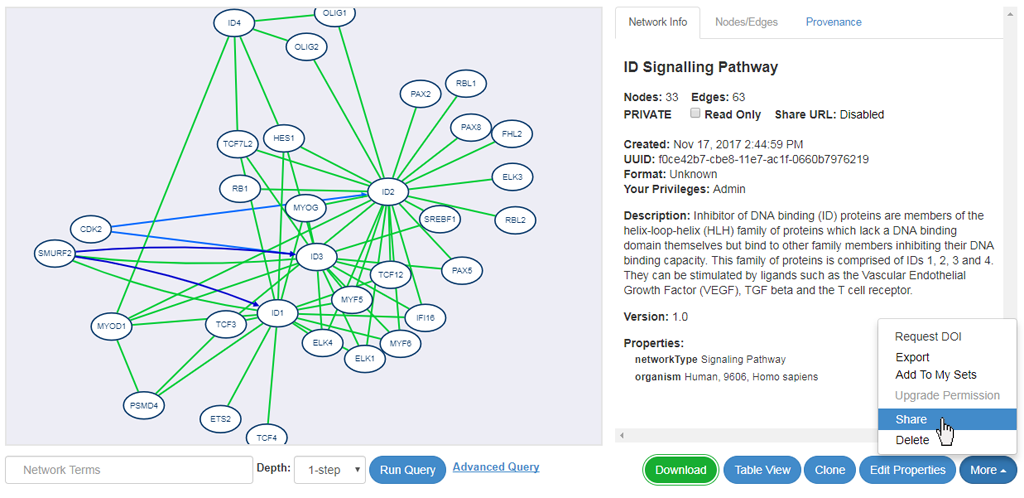 ID4
OLIG1
OLIG2
PAX2
RBL1
TCF7L2
HES1
PAX8
FHL2
RB1
ID2
ELK3
MYOG
SREBF1
RBL2
CDK2
SMURF2
ID3
TCF12
PAX5
MYF5
MYOD1
TCF3
ID1
IFI16
ELK4
MYF6
ELK1
PSMD4
ETS2
TCF4
Network Terms
Depth:
1-step
Run Query
Advanced Query
Network Info
Nodes/Edges
Provenance
ID Signalling Pathway
Nodes: 33 Edges: 63
PRIVATE Read Only Share URL: Disabled
Created: Nov 17, 2017 2:44:59 PM
UUID: f0ce42b7-cbe8-11e7-ac1f-0660b7976219
Format: Unknown
Your Privileges: Admin
Description: Inhibitor of DNA binding (ID) proteins are members of the
helix-loop-helix (HLH) family of proteins which lack a DNA binding
domain themselves but bind to other family members inhibiting their DNA
binding capacity. This family of proteins is comprised of IDs 1, 2, 3 and 4.
They can be stimulated by ligands such as the Vascular Endothelial
Growth Factor (VEGF), TGF beta and the T cell receptor.
Version: 1.0
Properties:
networkType Signaling Pathway
organism Human, 9606, Homo sapiens
Request DOI
Export
Add To My Sets
Upgrade Permission
Share
Delete
Download
Table View
Clone
Edit Properties
More